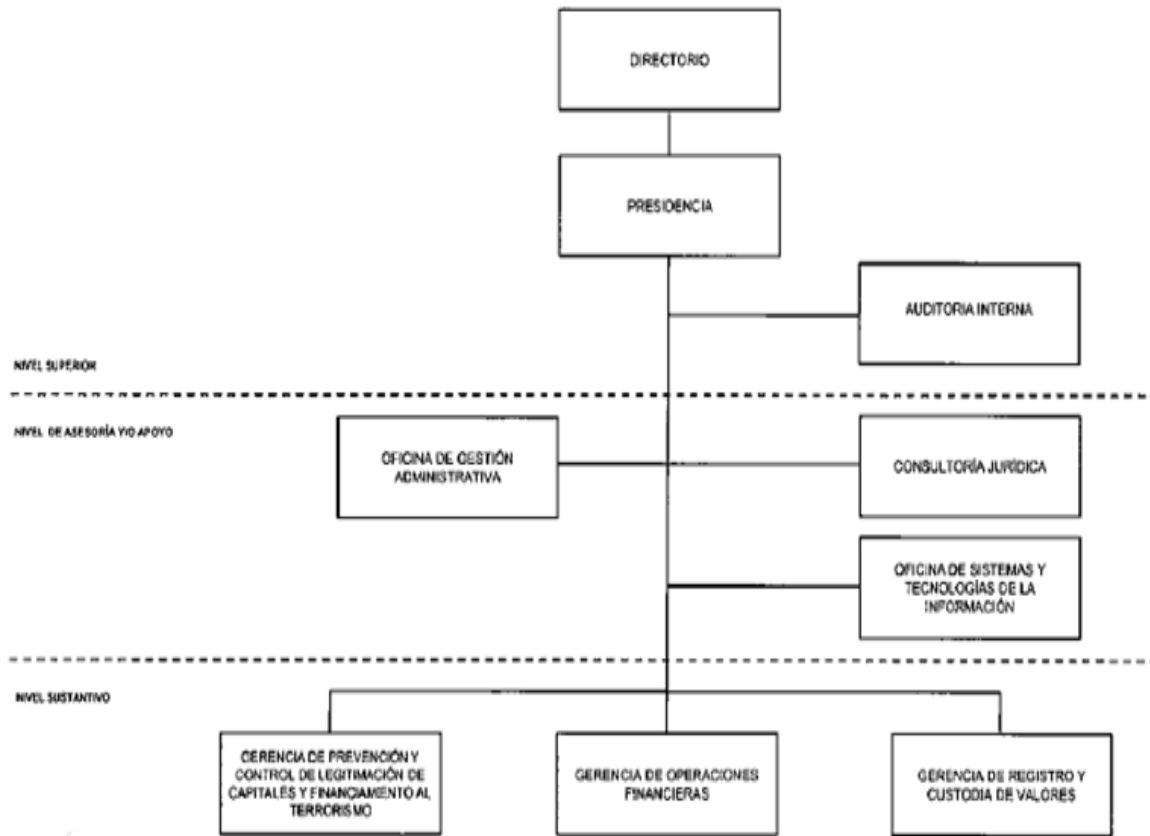 DIRECTORIO
PRESIDENCIA
AUDITORIA INTERNA
NIVEL SUPERIOR
NIVEL DE ASESORÍA Y/O APOYO
OFICINA DE GESTIÓN
ADMINISTRATIVA
CONSULTORÍA JURÍDICA
OFICINA DE SISTEMAS Y
TECNOLOGÍAS DE LA
INFORMACIÓN
NIVEL SUSTANTIVO
GERENCIA DE PREVENCIÓN Y
CONTROL DE LEGITIMACIÓN DE
CAPITALES Y FINANCIAMIENTO AL
TERRORISMO
GERENCIA DE OPERACIONES
FINANCIERAS
GERENCIA DE REGISTRO Y
CUSTODIA DE VALORES